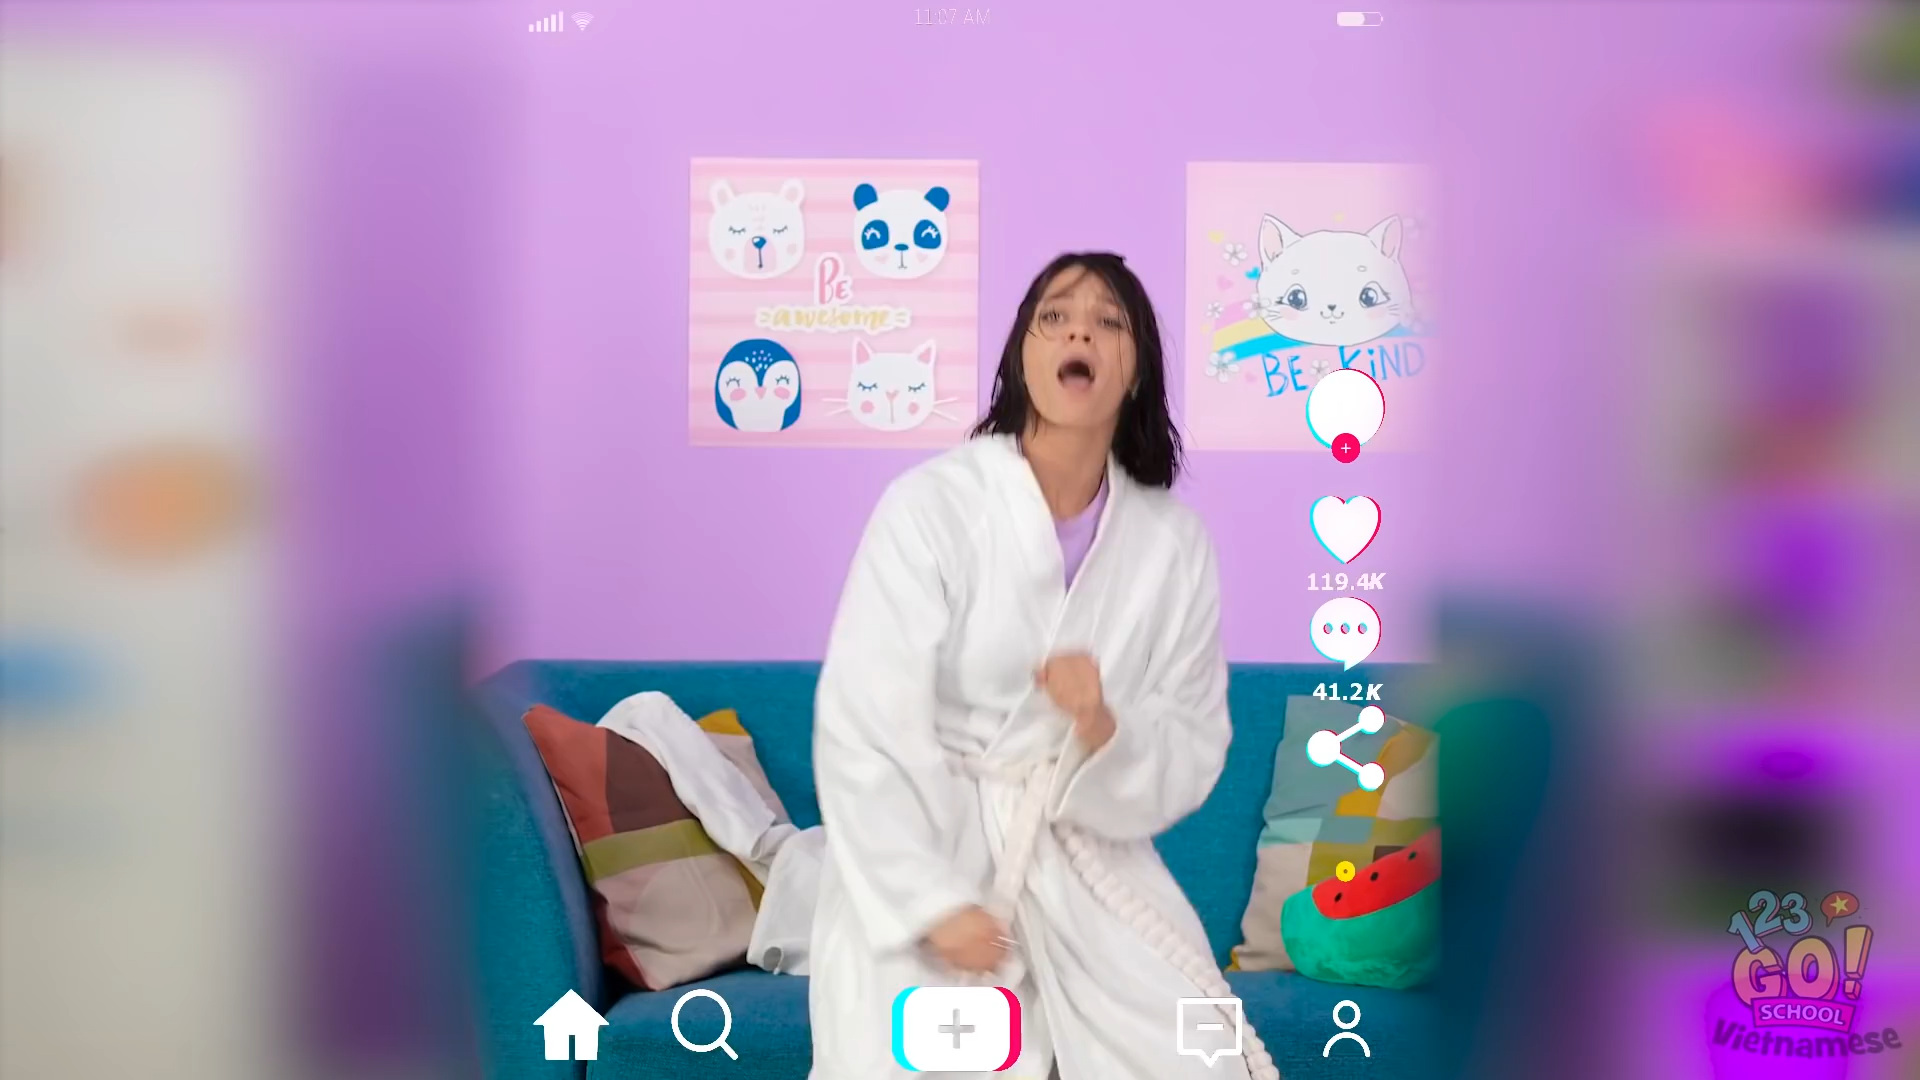 11:07 AM
BE
awesome
BE KIND
119.4K
41.2K
123
GO!
SCHOOL
Vietnamese